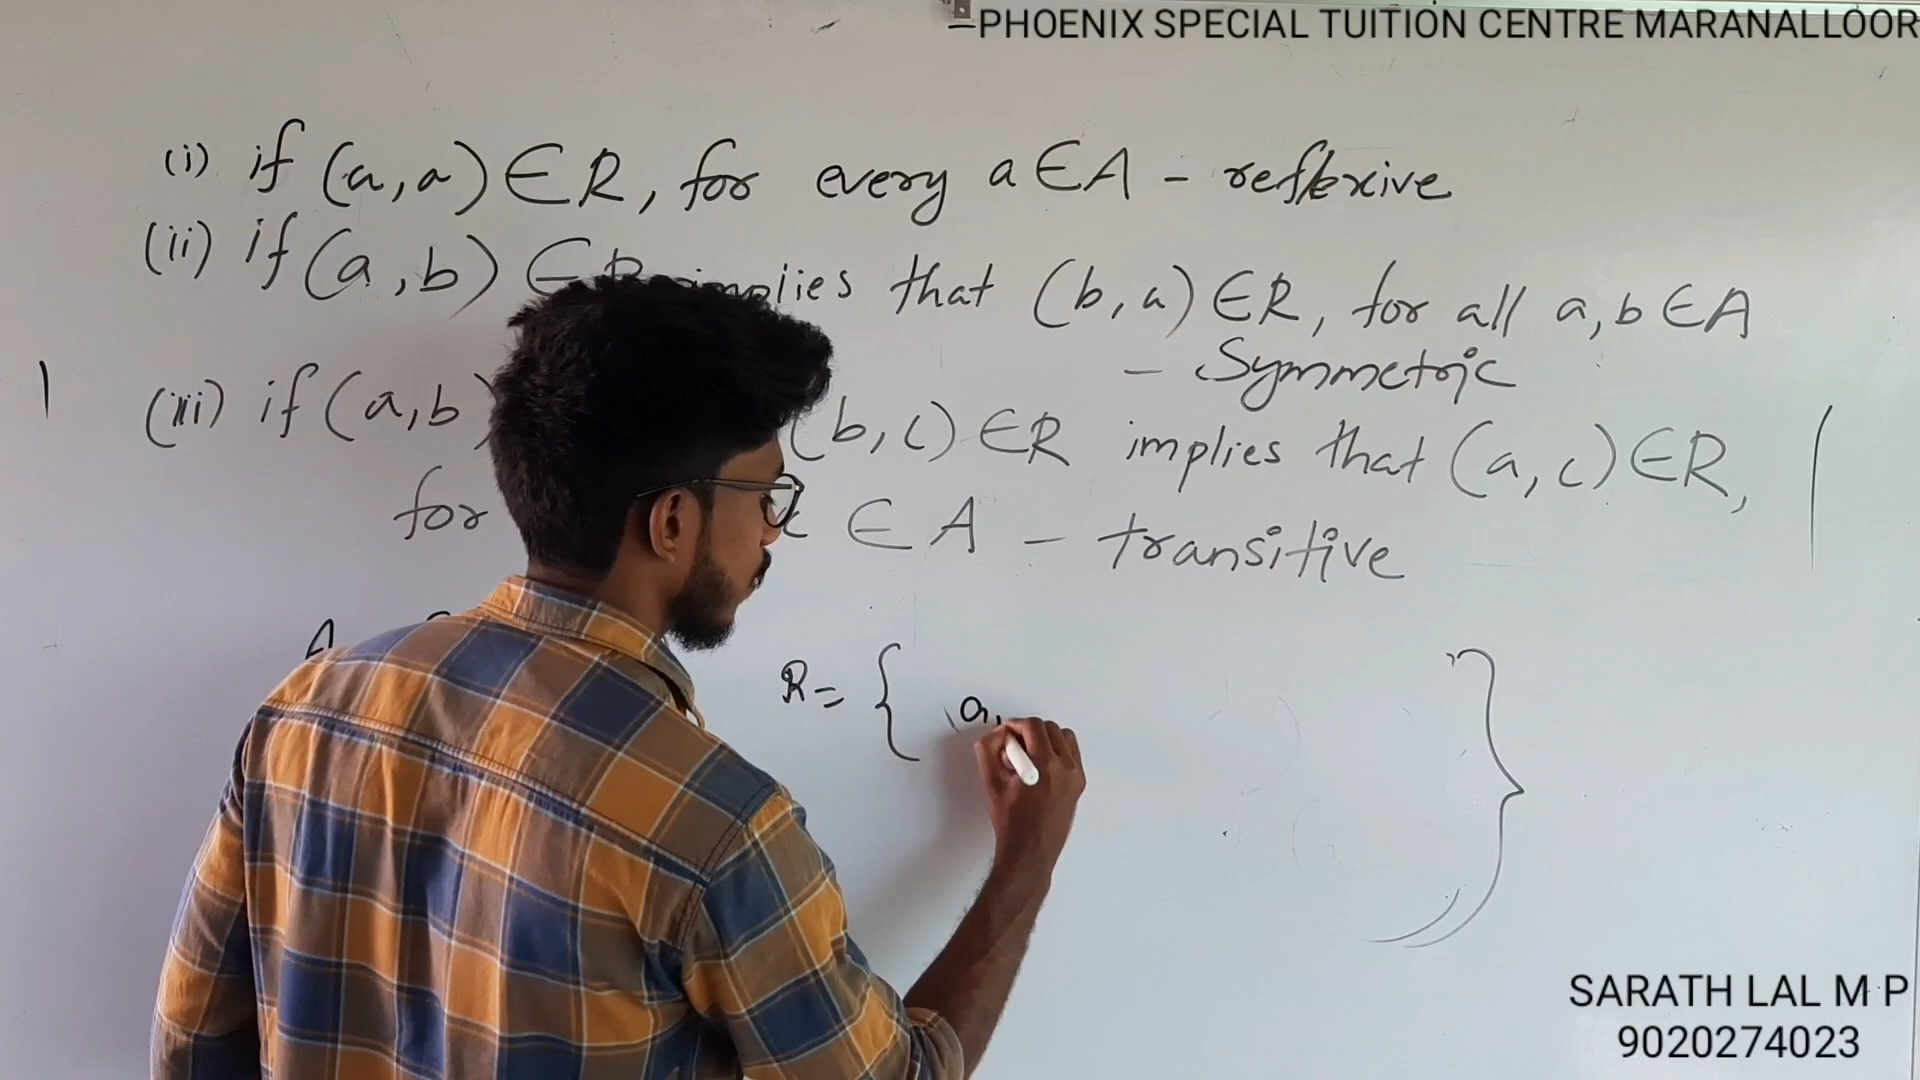 PHOENIX SPECIAL TUITION CENTRE MARANALLOOR
(i) if (a,a) ∈ R, for every a ∈ A - reflexive
(ii) if (a,b) ∈ R implies that (b,a) ∈ R, for all a,b ∈ A
- Symmetric
(iii) if (a,b) (b,c) ∈ R implies that (a,c) ∈ R,
for ∈ A - transitive
A R = { (a, }
SARATH LAL M P
9020274023